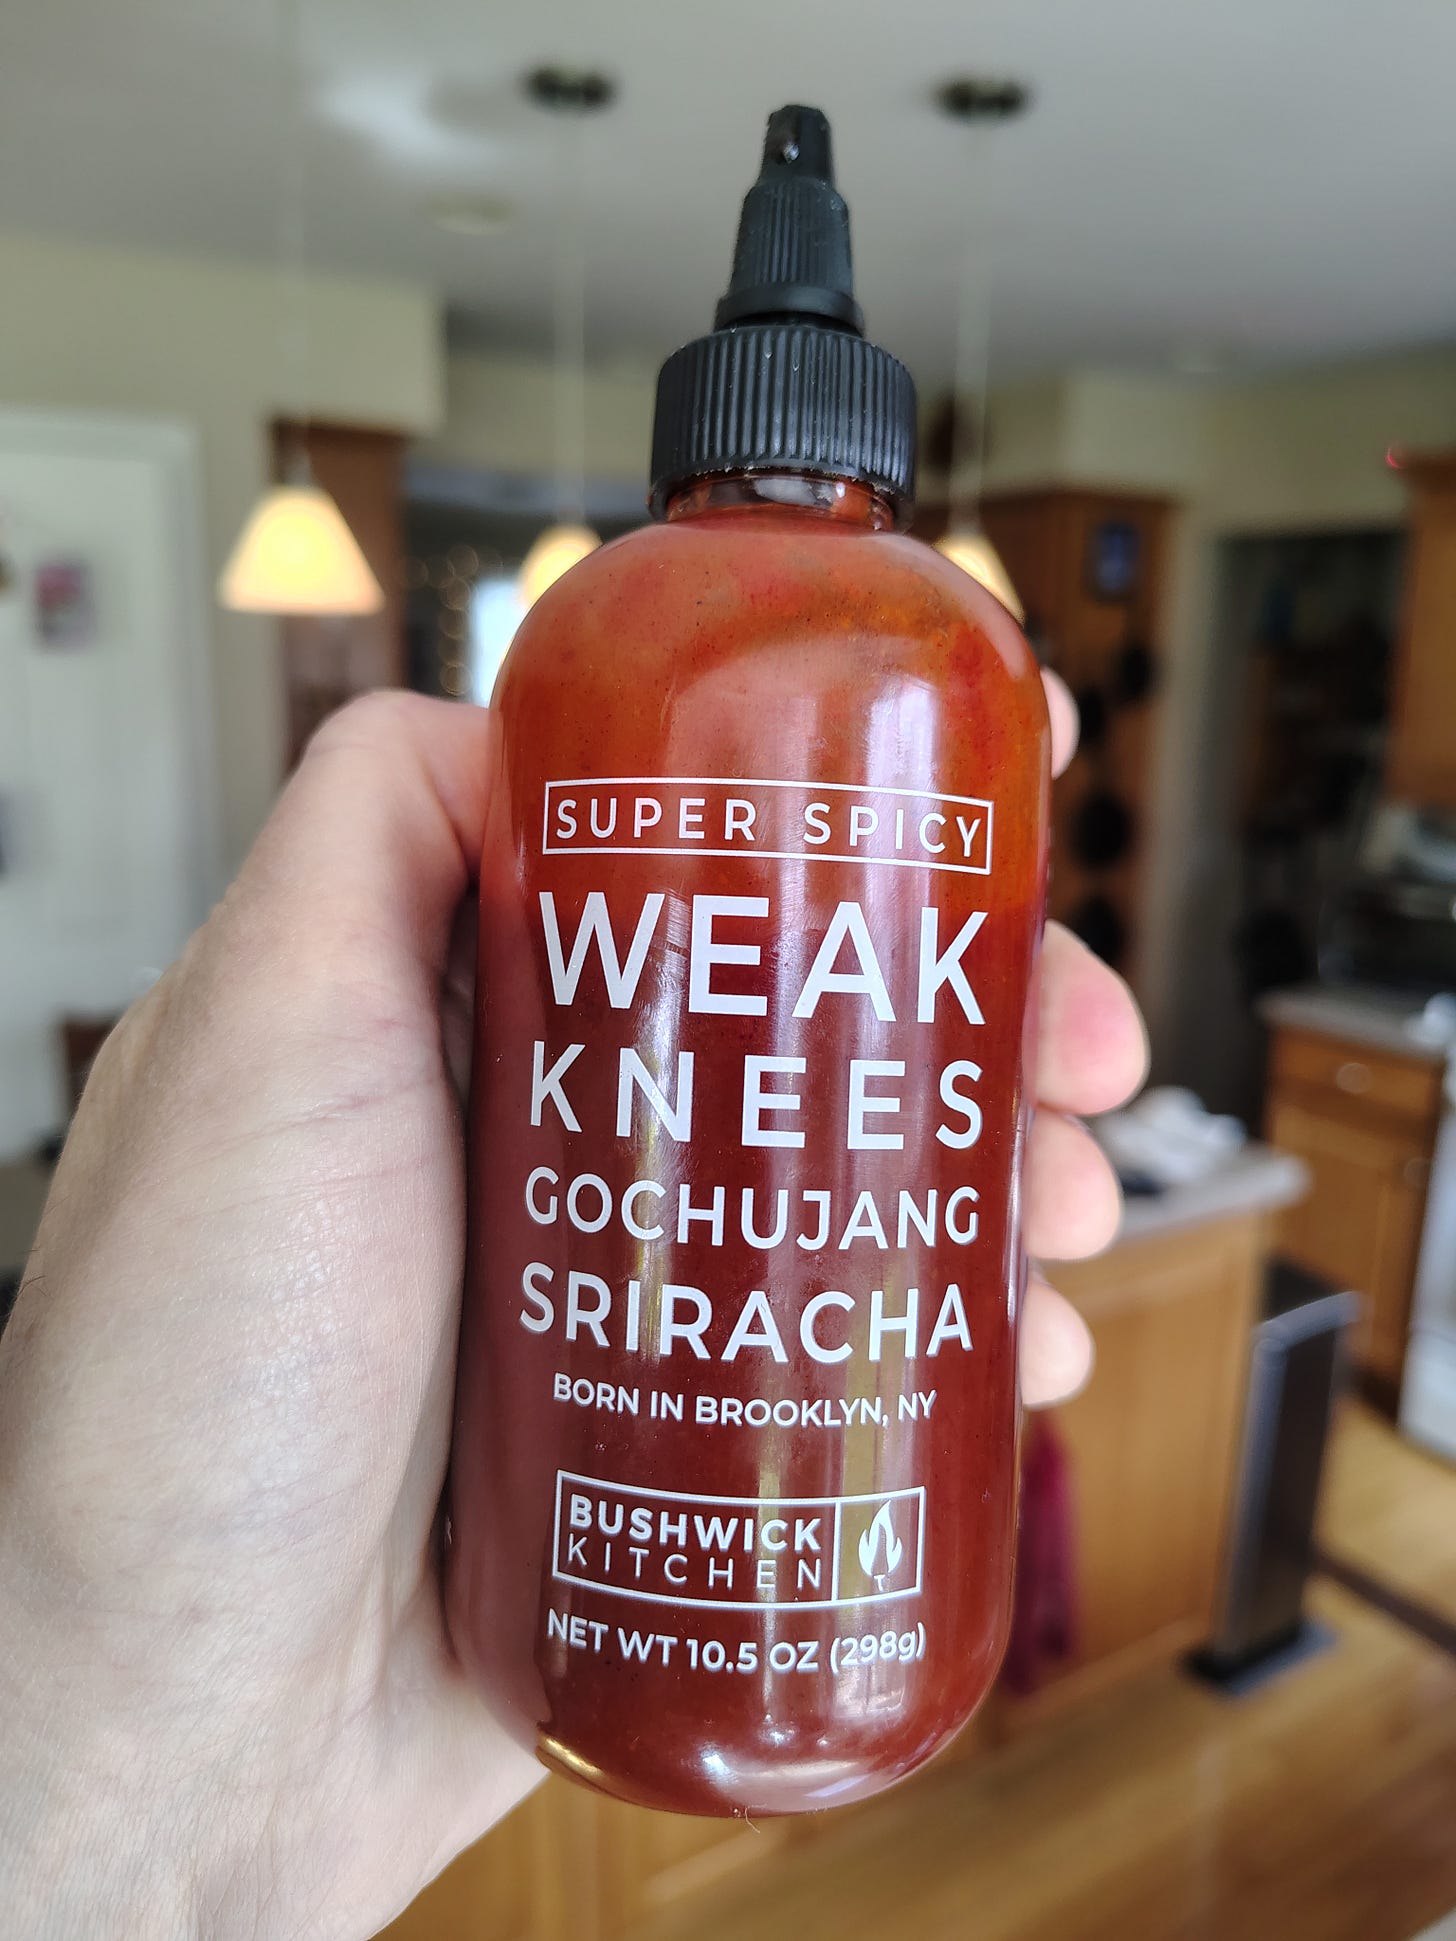 SUPER SPICY
WEAK
KNEES
GOCHUJANG
SRIRACHA
BORN IN BROOKLYN, NY
BUSHWICK
KITCHEN
NET WT 10.5 OZ (298g)